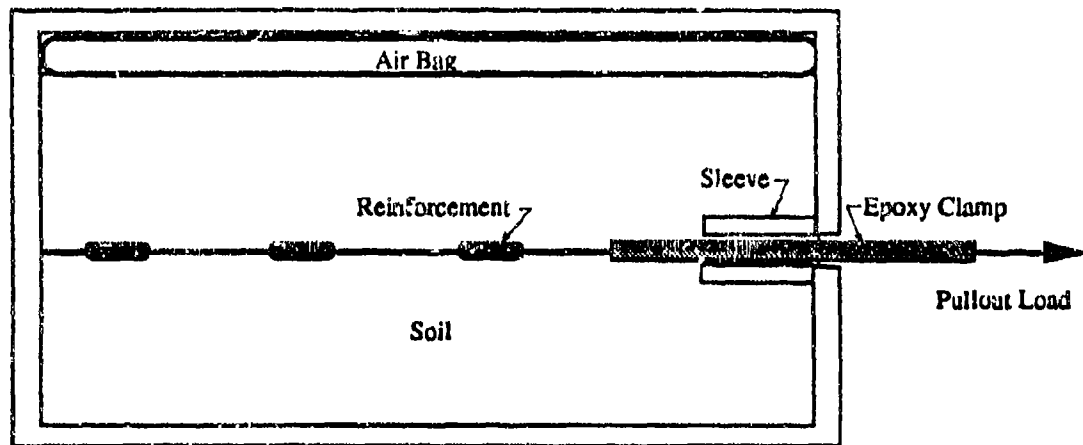 Air Bag
Sleeve
Reinforcement
Epoxy Clamp
Pullout Load
Soil